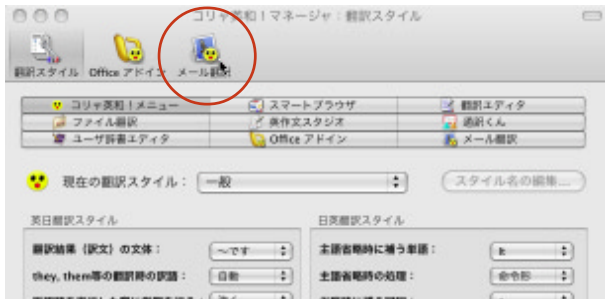 コリャ英和！マネージャ：翻訳スタイル
翻訳スタイル Office アドイン メール翻訳
コリャ英和！メニュー スマートブラウザ 翻訳エディタ
ファイル翻訳 英作文スタジオ 通訳くん
ユーザ辞書エディタ Office アドイン メール翻訳
現在の翻訳スタイル： 一般 スタイル名の編集...
英日翻訳スタイル 日英翻訳スタイル
翻訳結果（訳文）の文体： ～です 主語省略時に補う単語： it
they, them等の翻訳時の訳語： 自動 主語省略時の処理： 命令形